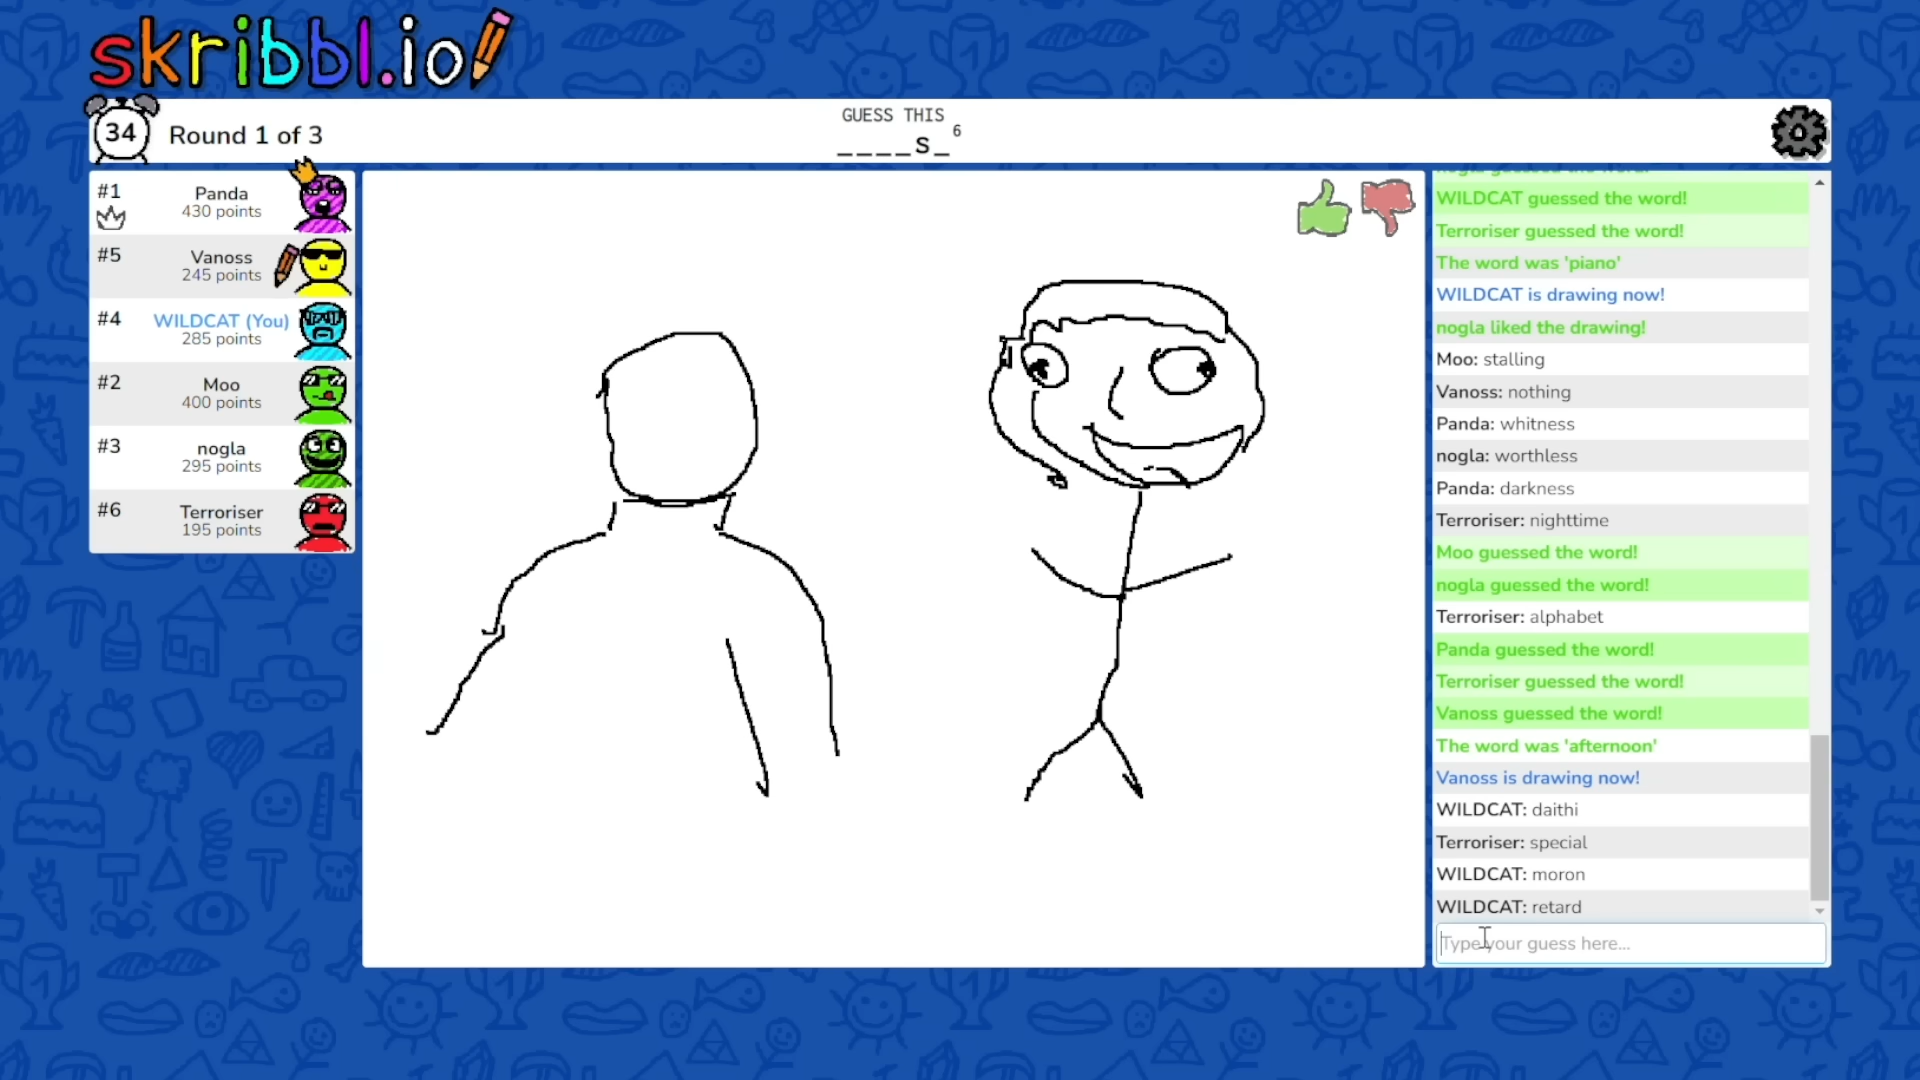 skribbl.io
34
Round 1 of 3
GUESS THIS
____s_ 6
#1
Panda
430 points
#5
Vanoss
245 points
#4
WILDCAT (You)
285 points
#2
Moo
400 points
#3
nogla
295 points
#6
Terroriser
195 points
nogla guessed the word!
WILDCAT guessed the word!
Terroriser guessed the word!
The word was 'piano'
WILDCAT is drawing now!
nogla liked the drawing!
Moo: stalling
Vanoss: nothing
Panda: whitness
nogla: worthless
Panda: darkness
Terroriser: nighttime
Moo guessed the word!
nogla guessed the word!
Terroriser: alphabet
Panda guessed the word!
Terroriser guessed the word!
Vanoss guessed the word!
The word was 'afternoon'
Vanoss is drawing now!
WILDCAT: daithi
Terroriser: special
WILDCAT: moron
WILDCAT: retard
Type your guess here...